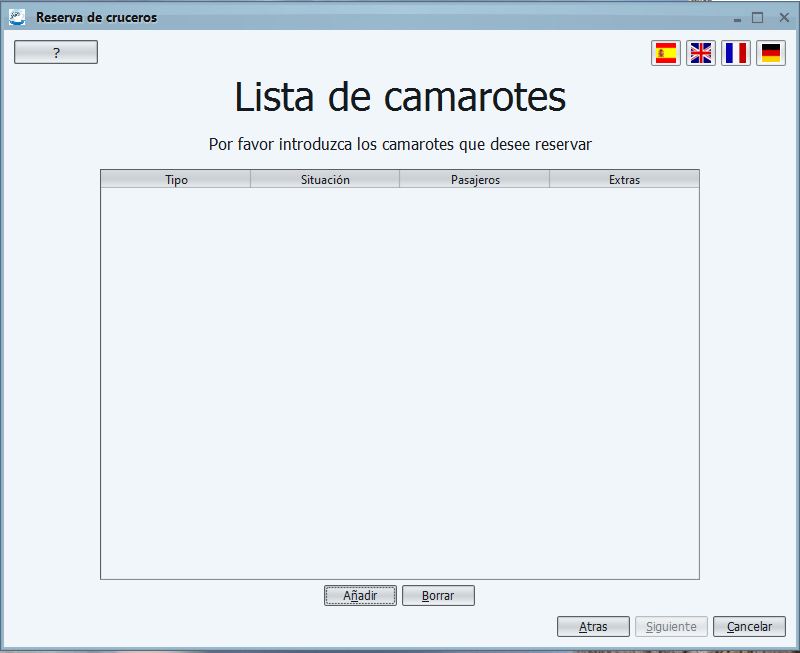 Reserva de cruceros
?
Lista de camarotes
Por favor introduzca los camarotes que desee reservar
Tipo Situación Pasajeros Extras
Añadir Borrar
Atras Siguiente Cancelar